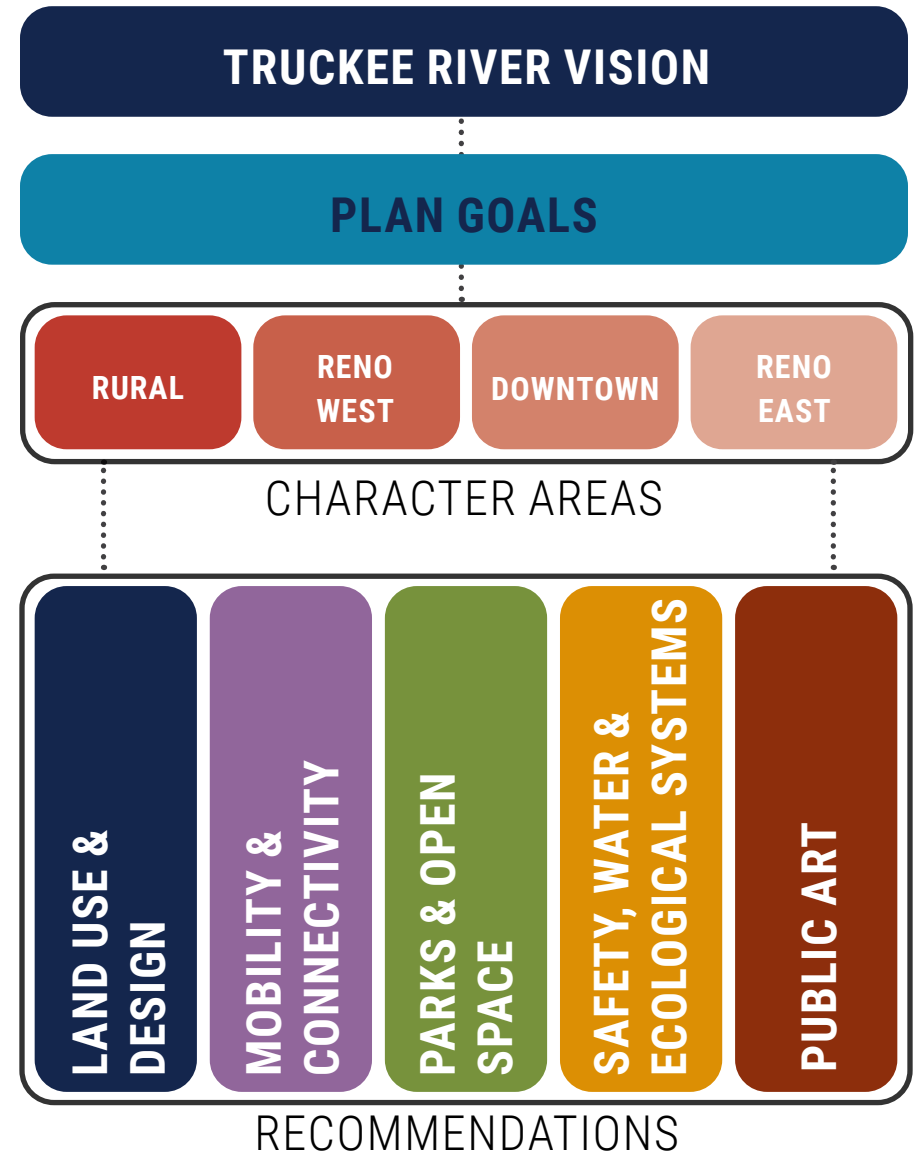 TRUCKEE RIVER VISION
PLAN GOALS
RURAL
RENO
WEST
DOWNTOWN
RENO
EAST
CHARACTER AREAS
LAND USE &
DESIGN
MOBILITY &
CONNECTIVITY
PARKS & OPEN
SPACE
SAFETY, WATER &
ECOLOGICAL SYSTEMS
PUBLIC ART
RECOMMENDATIONS